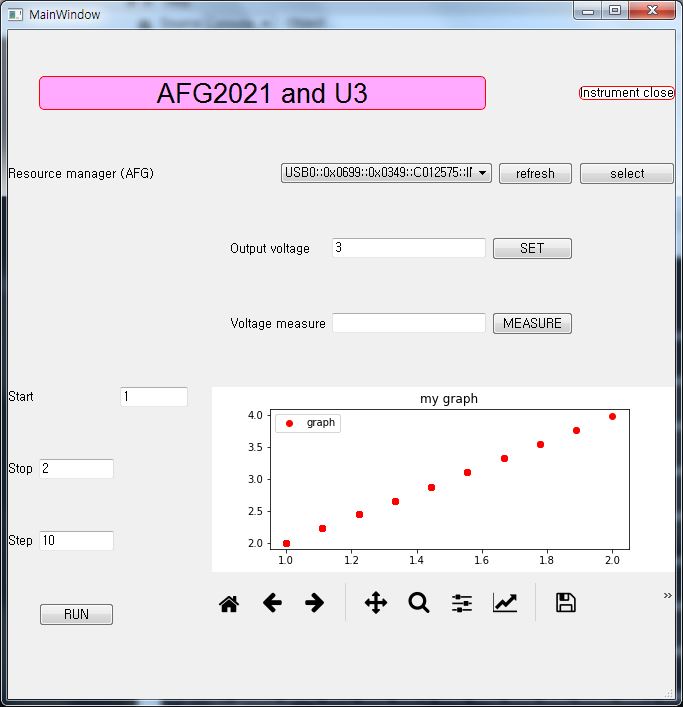 MainWindow
AFG2021 and U3
Instrument close
Resource manager (AFG)
USB0::0x0699::0x0349::C012575::II
refresh
select
Output voltage
3
SET
Voltage measure
MEASURE
Start
1
my graph
graph
4.0
3.5
3.0
2.5
2.0
1.0
1.2
1.4
1.6
1.8
2.0
Stop
2
Step
10
RUN
»